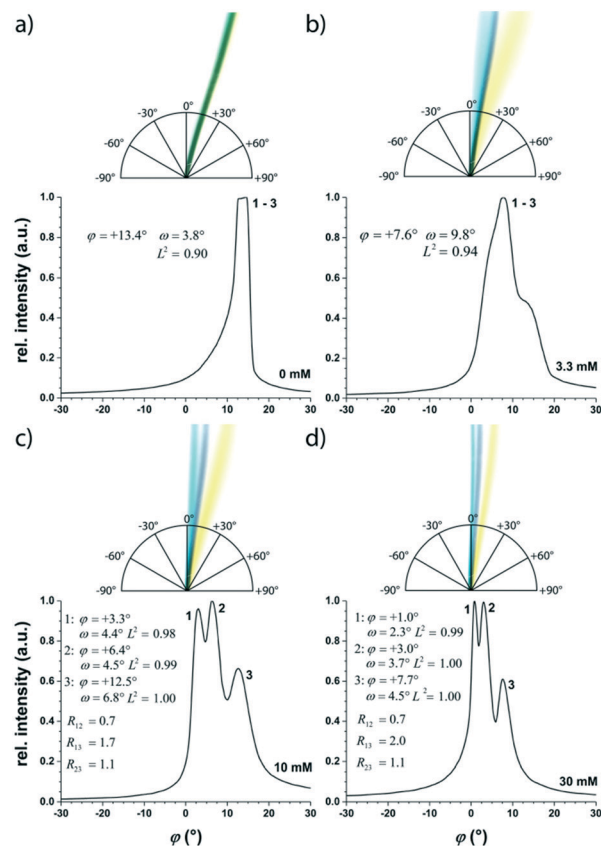 a)
0°
-30°
+30°
-60°
+60°
-90°
+90°
1 - 3
φ = +13.4° ω = 3.8°
L² = 0.90
0 mM
rel. intensity (a.u.)
1.0
0.8
0.6
0.4
0.2
0.0
-30 -20 -10 0 10 20 30
b)
0°
-30°
+30°
-60°
+60°
-90°
+90°
1 - 3
φ = +7.6° ω = 9.8°
L² = 0.94
3.3 mM
1.0
0.8
0.6
0.4
0.2
0.0
-30 -20 -10 0 10 20 30
c)
0°
-30°
+30°
-60°
+60°
-90°
+90°
1: φ = +3.3°
ω = 4.4° L² = 0.98
2: φ = +6.4°
ω = 4.5° L² = 0.99
3: φ = +12.5°
ω = 6.8° L² = 1.00
R₁₂ = 0.7
R₁₃ = 1.7
R₂₃ = 1.1
1 2
3
10 mM
rel. intensity (a.u.)
1.0
0.8
0.6
0.4
0.2
0.0
-30 -20 -10 0 10 20 30
φ (°)
d)
0°
-30°
+30°
-60°
+60°
-90°
+90°
1: φ = +1.0°
ω = 2.3° L² = 0.99
2: φ = +3.0°
ω = 3.7° L² = 1.00
3: φ = +7.7°
ω = 4.5° L² = 1.00
R₁₂ = 0.7
R₁₃ = 2.0
R₂₃ = 1.1
1 2
3
30 mM
1.0
0.8
0.6
0.4
0.2
0.0
-30 -20 -10 0 10 20 30
φ (°)